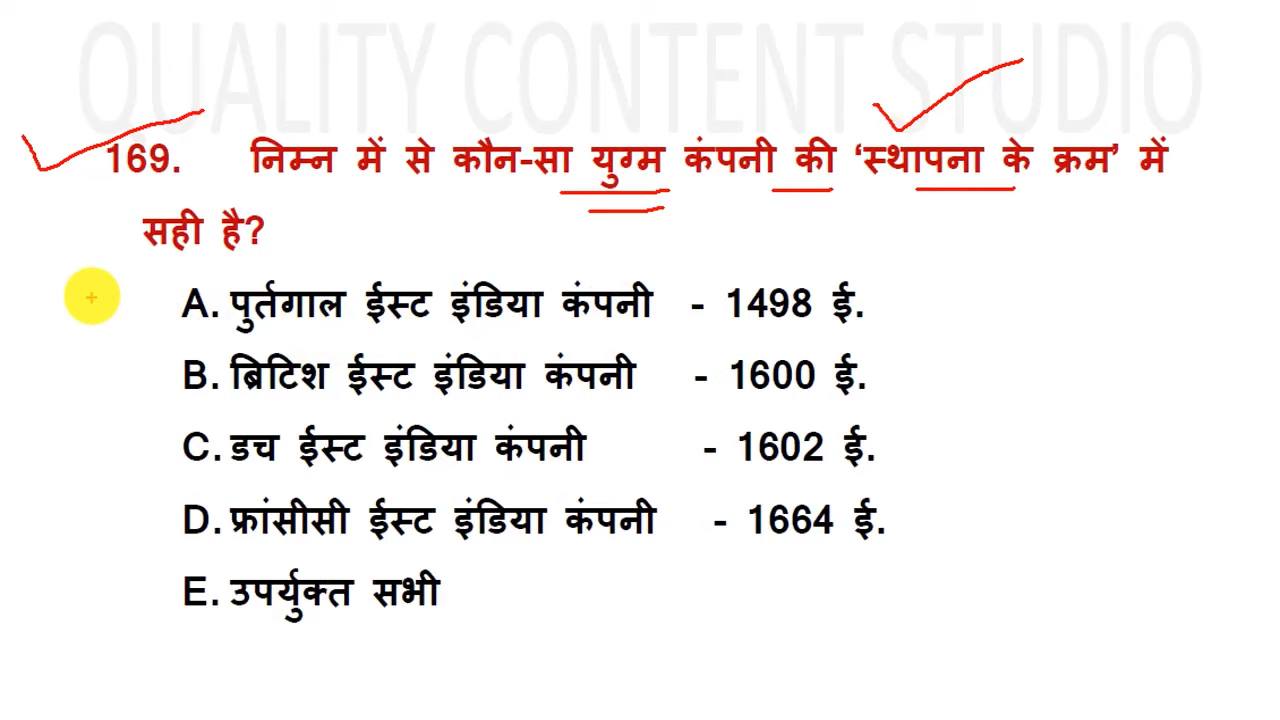 QUALITY CONTENT STUDIO
169. निम्न में से कौन-सा युग्म कंपनी की ‘स्थापना के क्रम’ में
सही है?
A. पुर्तगाल ईस्ट इंडिया कंपनी - 1498 ई.
B. ब्रिटिश ईस्ट इंडिया कंपनी - 1600 ई.
C. डच ईस्ट इंडिया कंपनी - 1602 ई.
D. फ्रांसीसी ईस्ट इंडिया कंपनी - 1664 ई.
E. उपर्युक्त सभी